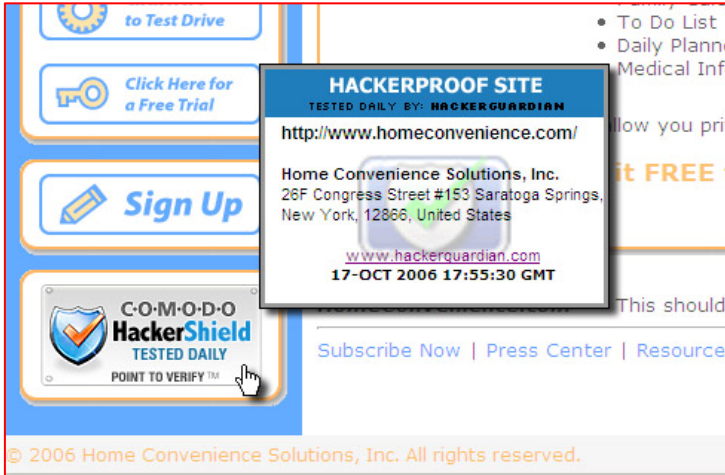 to Test Drive
Click Here for
a Free Trial
Sign Up
C·O·M·O·D·O
HackerShield
TESTED DAILY
POINT TO VERIFY TM
HACKERPROOF SITE
TESTED DAILY BY: HACKERGUARDIAN
http://www.homeconvenience.com/
Home Convenience Solutions, Inc.
26F Congress Street #153 Saratoga Springs,
New York, 12866, United States
www.hackerguardian.com
17-OCT 2006 17:55:30 GMT
• To Do List
• Daily Plann
Medical Inf
llow you pri
it FREE
This should
Subscribe Now | Press Center | Resource
© 2006 Home Convenience Solutions, Inc. All rights reserved.